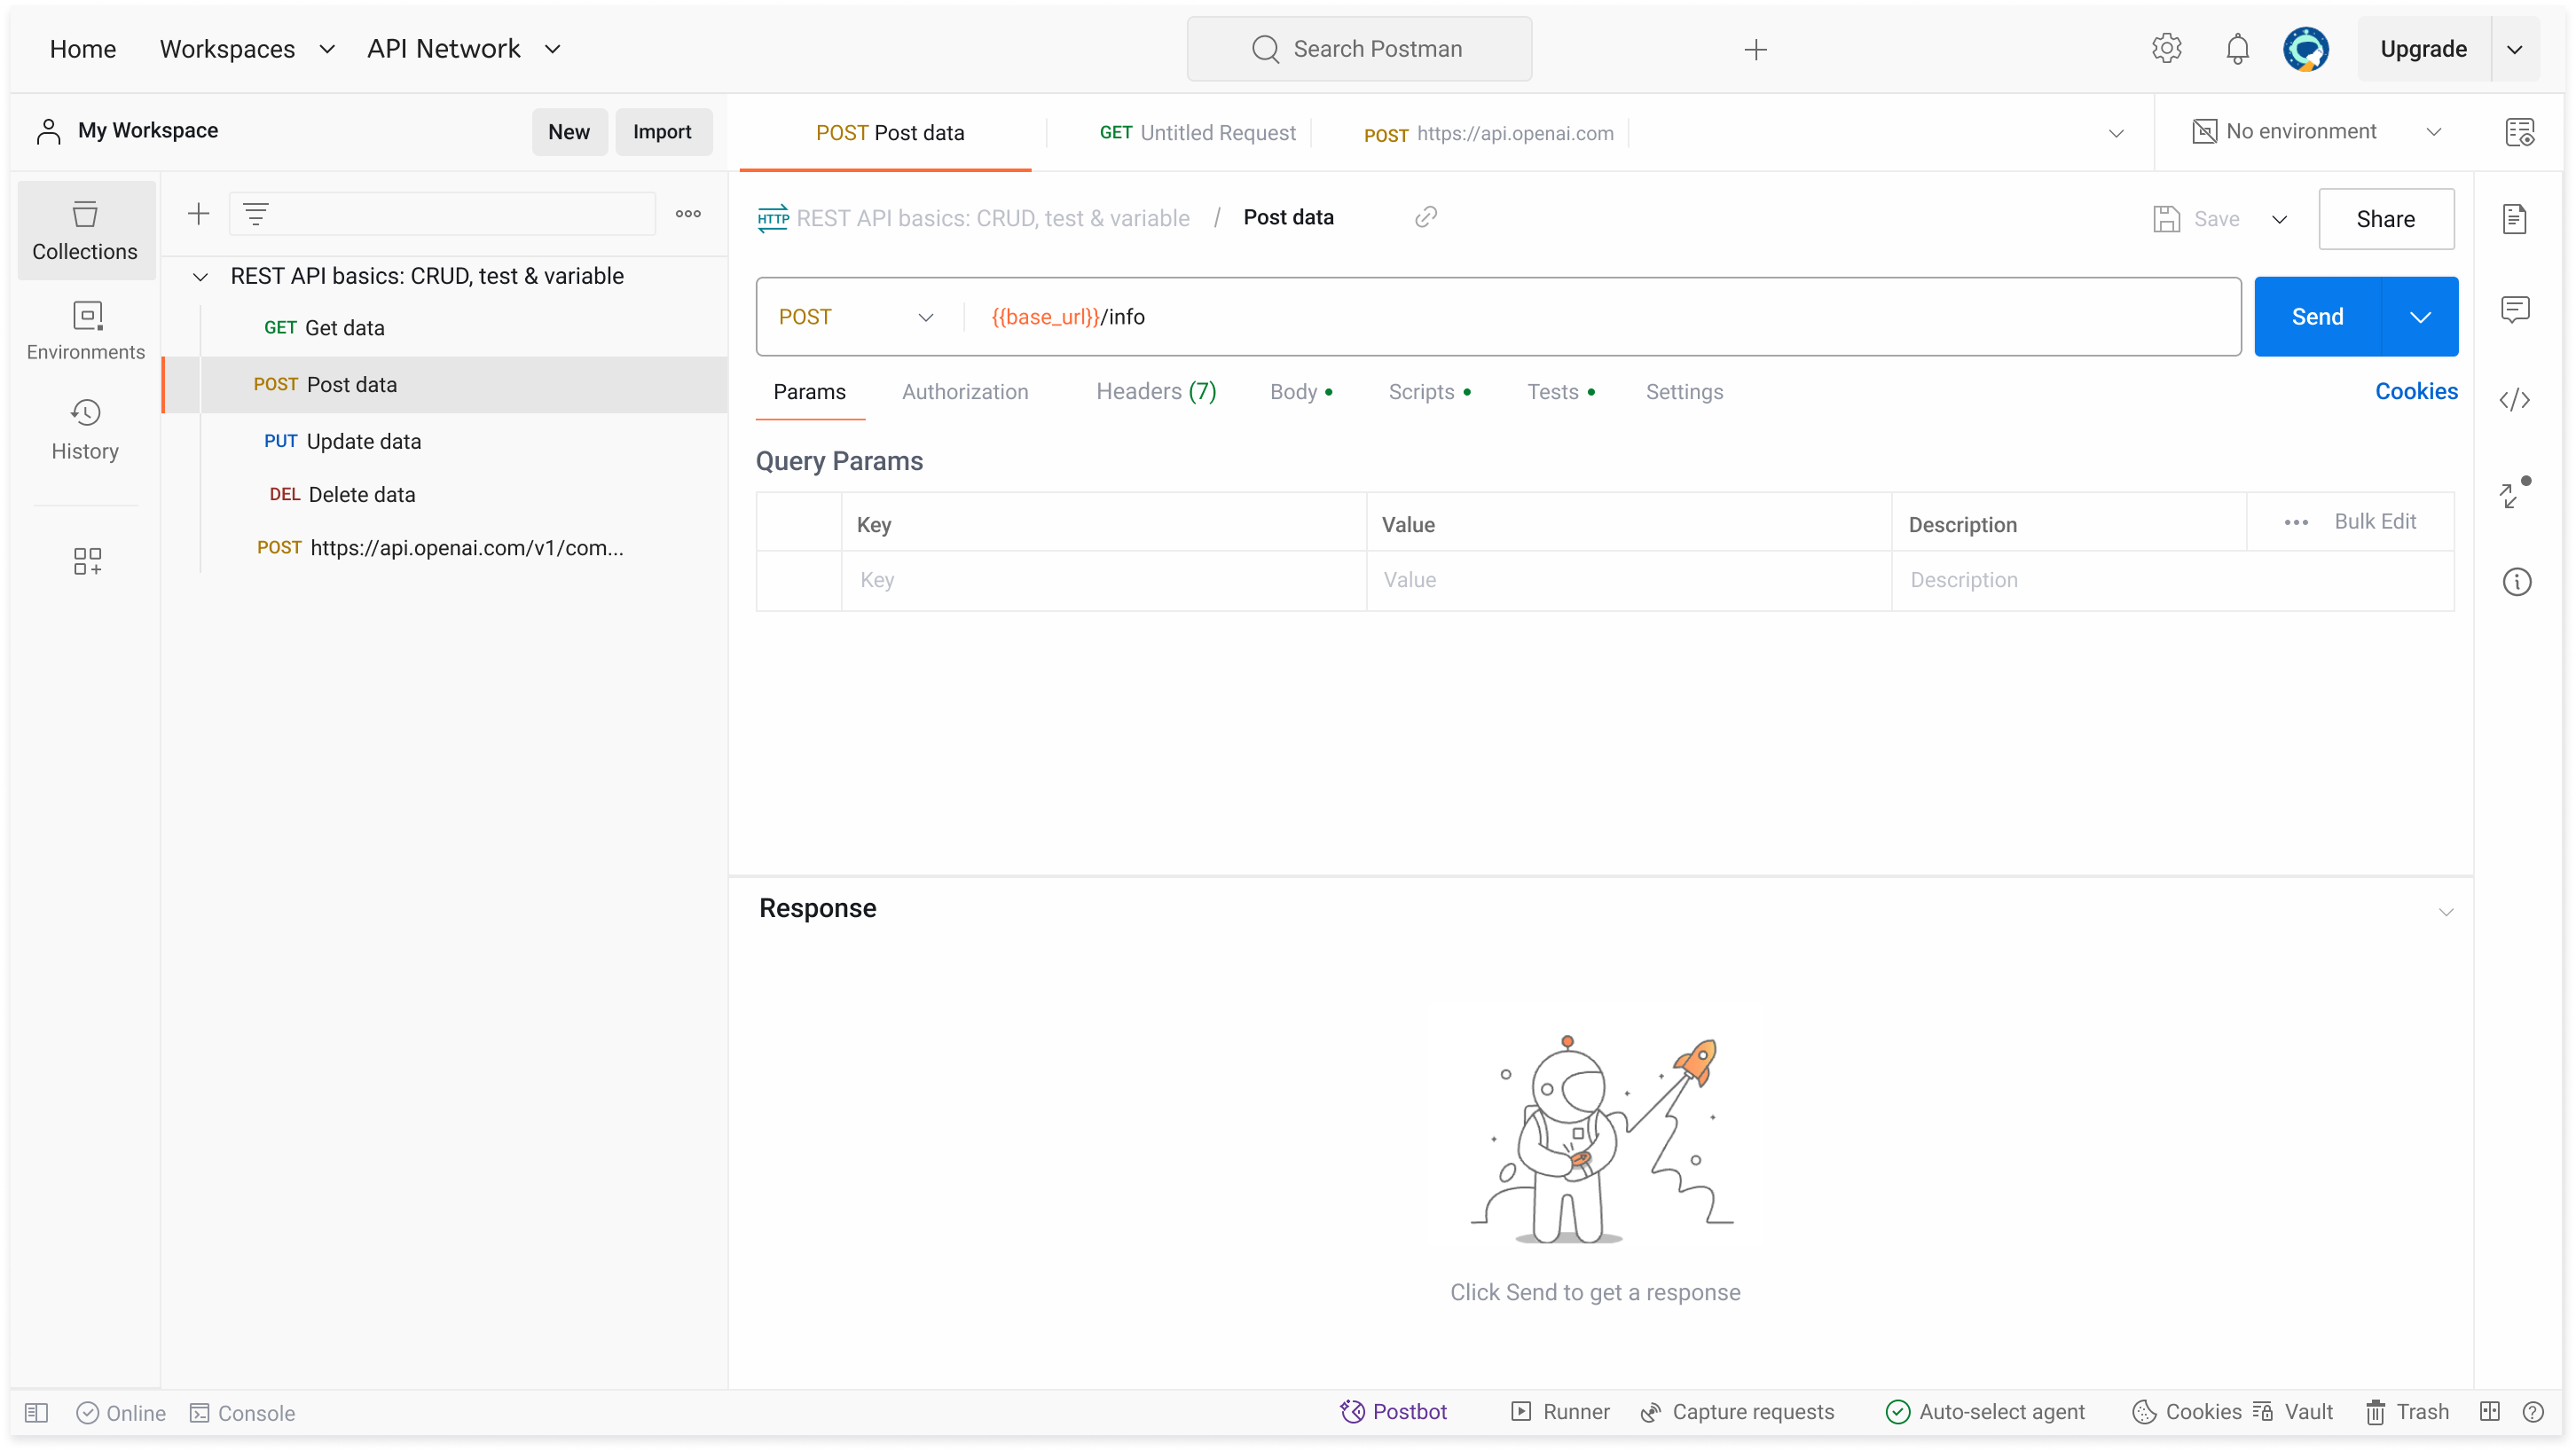 Home Workspaces API Network Search Postman Upgrade
My Workspace New Import
POST Post data GET Untitled Request POST https://api.openai.com No environment
Collections
Environments
History
REST API basics: CRUD, test & variable
GET Get data
POST Post data
PUT Update data
DEL Delete data
POST https://api.openai.com/v1/com...
HTTP REST API basics: CRUD, test & variable / Post data Save Share
POST {{base_url}}/info Send
Params Authorization Headers (7) Body Scripts Tests Settings Cookies
Query Params
Key Value Description Bulk Edit
Key Value Description
Response
Click Send to get a response
Online Console Postbot Runner Capture requests Auto-select agent Cookies Vault Trash